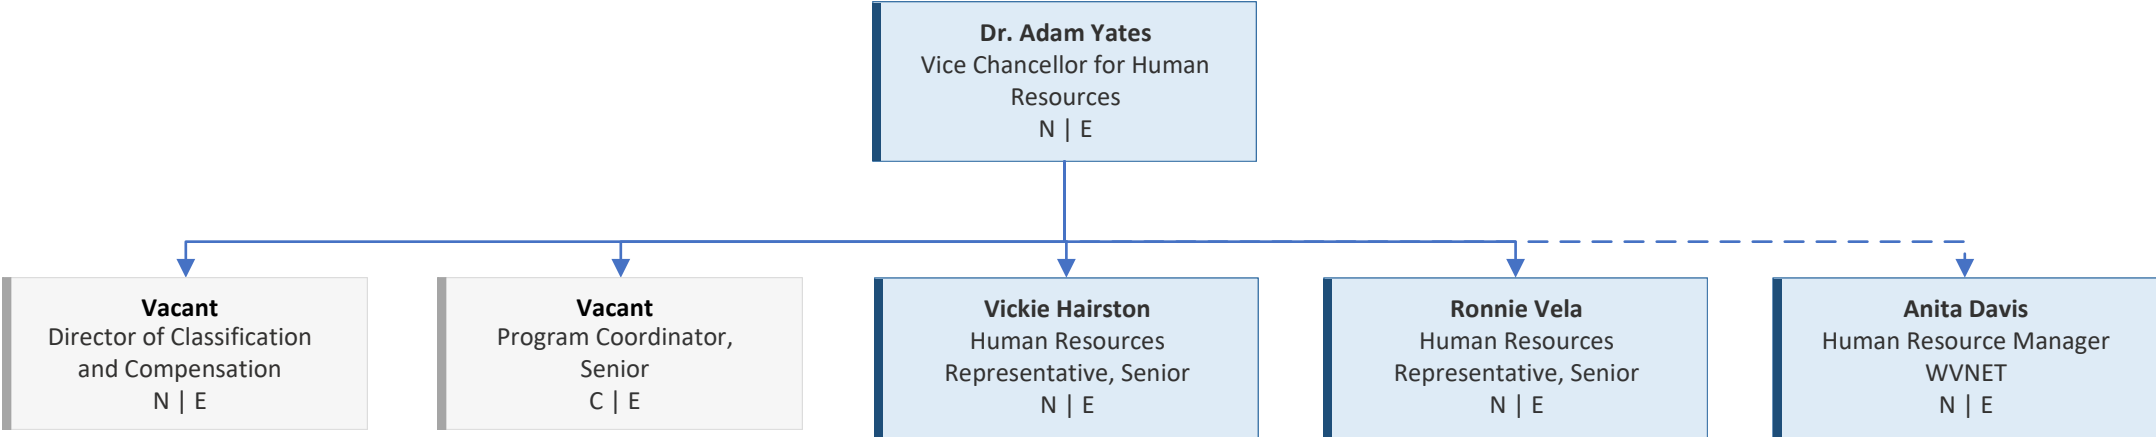 Dr. Adam Yates
Vice Chancellor for Human
Resources
N | E
Vacant
Director of Classification
and Compensation
N | E
Vacant
Program Coordinator,
Senior
C | E
Vickie Hairston
Human Resources
Representative, Senior
N | E
Ronnie Vela
Human Resources
Representative, Senior
N | E
Anita Davis
Human Resource Manager
WVNET
N | E